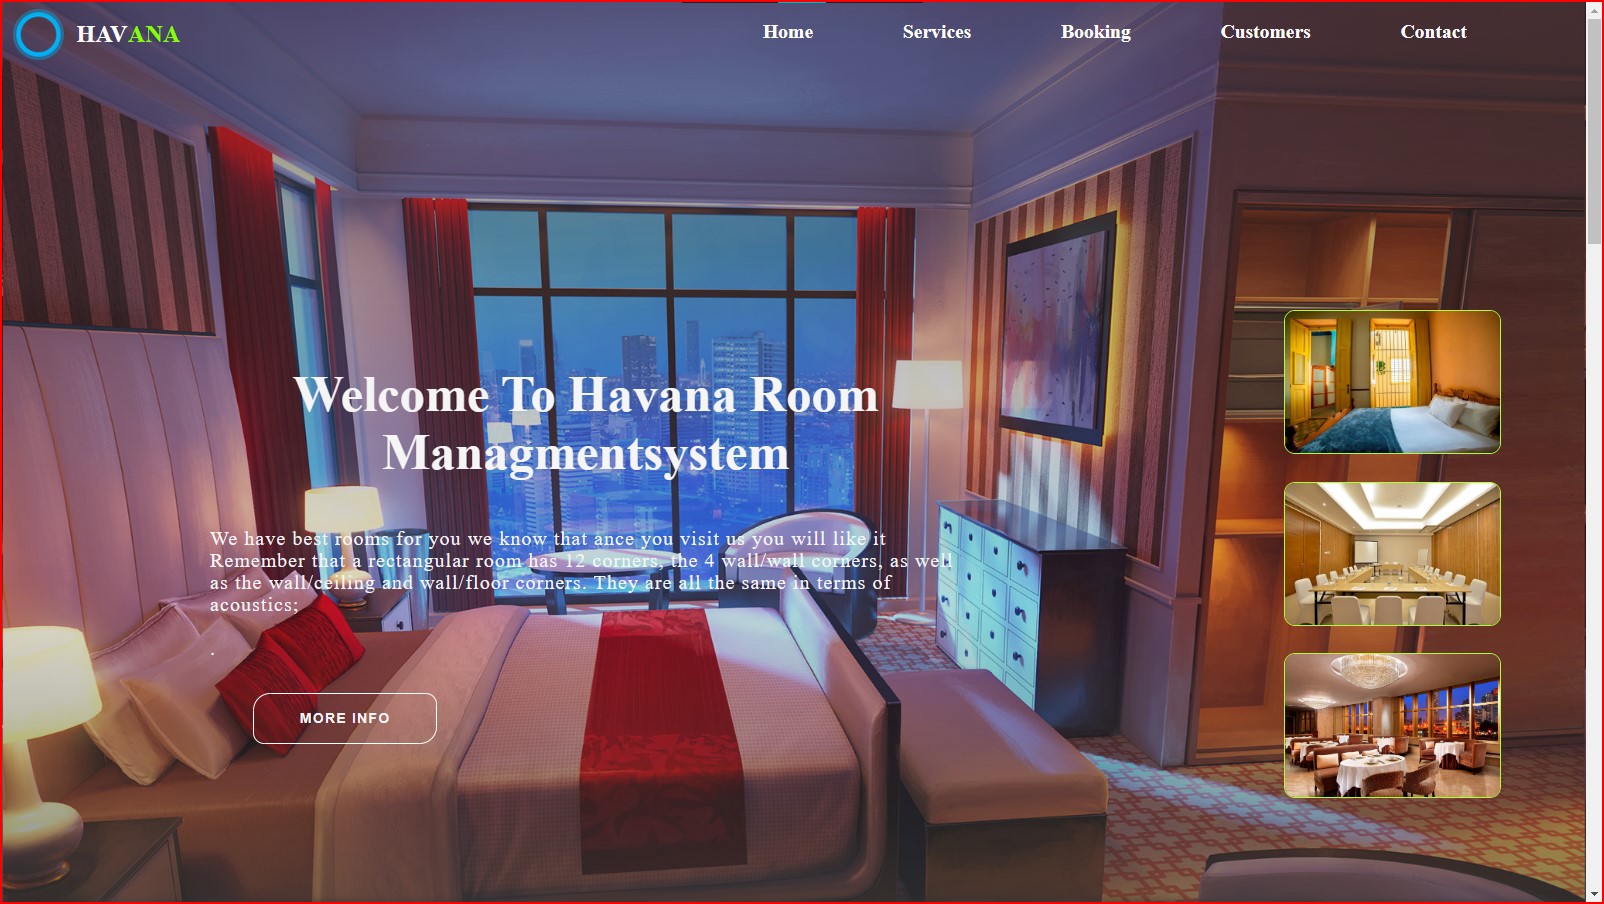 HAVANA
Home Services Booking Customers Contact
Welcome To Havana Room
Managmentsystem
We have best rooms for you we know that ance you visit us you will like it
Remember that a rectangular room has 12 corners, the 4 wall/wall corners, as well
as the wall/ceiling and wall/floor corners. They are all the same in terms of
acoustics;
.
MORE INFO